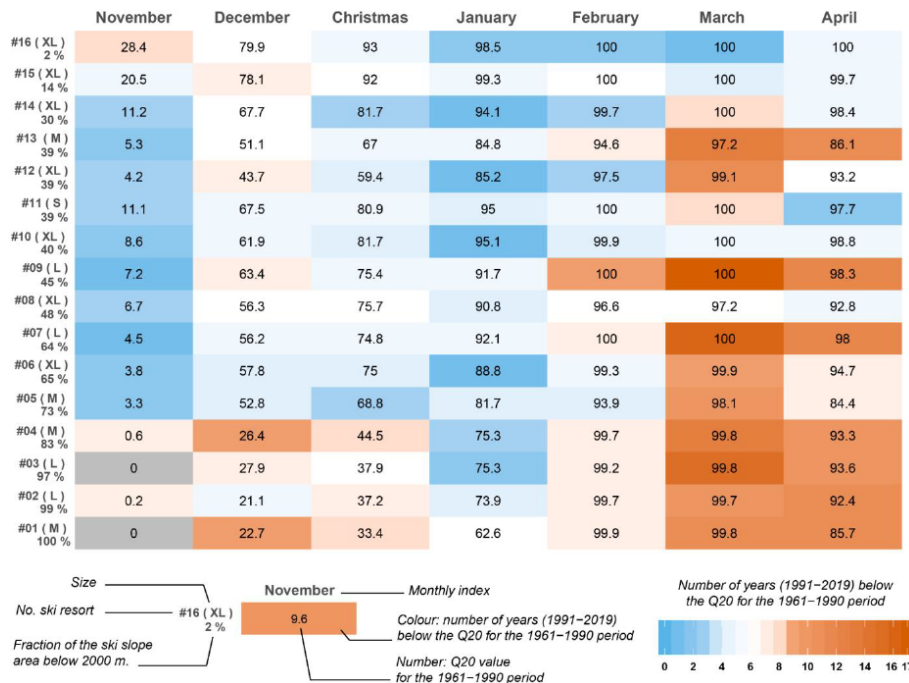 November December Christmas January February March April
#16 ( XL ) 28.4 79.9 93 98.5 100 100 100
2 %
#15 ( XL ) 20.5 78.1 92 99.3 100 100 99.7
14 %
#14 ( XL ) 11.2 67.7 81.7 94.1 99.7 100 98.4
30 %
#13 ( M ) 5.3 51.1 67 84.8 94.6 97.2 86.1
39 %
#12 ( XL ) 4.2 43.7 59.4 85.2 97.5 99.1 93.2
39 %
#11 ( S ) 11.1 67.5 80.9 95 100 100 97.7
39 %
#10 ( XL ) 8.6 61.9 81.7 95.1 99.9 100 98.8
40 %
#09 ( L ) 7.2 63.4 75.4 91.7 100 100 98.3
45 %
#08 ( XL ) 6.7 56.3 75.7 90.8 96.6 97.2 92.8
48 %
#07 ( L ) 4.5 56.2 74.8 92.1 100 100 98
64 %
#06 ( XL ) 3.8 57.8 75 88.8 99.3 99.9 94.7
65 %
#05 ( M ) 3.3 52.8 68.8 81.7 93.9 98.1 84.4
73 %
#04 ( M ) 0.6 26.4 44.5 75.3 99.7 99.8 93.3
83 %
#03 ( L ) 0 27.9 37.9 75.3 99.2 99.8 93.6
97 %
#02 ( L ) 0.2 21.1 37.2 73.9 99.7 99.7 92.4
99 %
#01 ( M ) 0 22.7 33.4 62.6 99.9 99.8 85.7
100 %
Size
No. ski resort
Fraction of the ski slope
area below 2000 m.
#16 ( XL )
2 %
November
9.6
Monthly index
Colour: number of years (1991−2019)
below the Q20 for the 1961−1990 period
Number: Q20 value
for the 1961−1990 period
Number of years (1991−2019) below
the Q20 for the 1961−1990 period
0 2 4 6 8 10 12 14 16 17